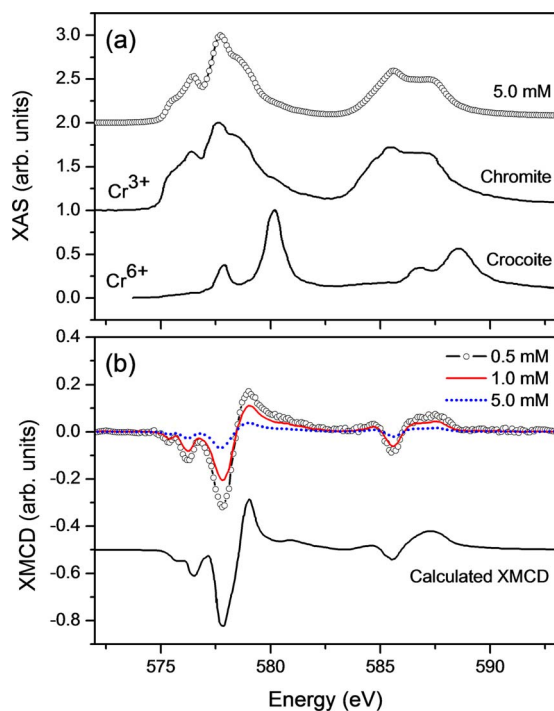 (a)
3.0
2.5
2.0
1.5
1.0
0.5
0.0
XAS (arb. units)
5.0 mM
Cr3+
Chromite
Cr6+
Crocoite
(b)
0.4
0.2
0.0
-0.2
-0.4
-0.6
-0.8
XMCD (arb. units)
0.5 mM
1.0 mM
5.0 mM
Calculated XMCD
575
580
585
590
Energy (eV)